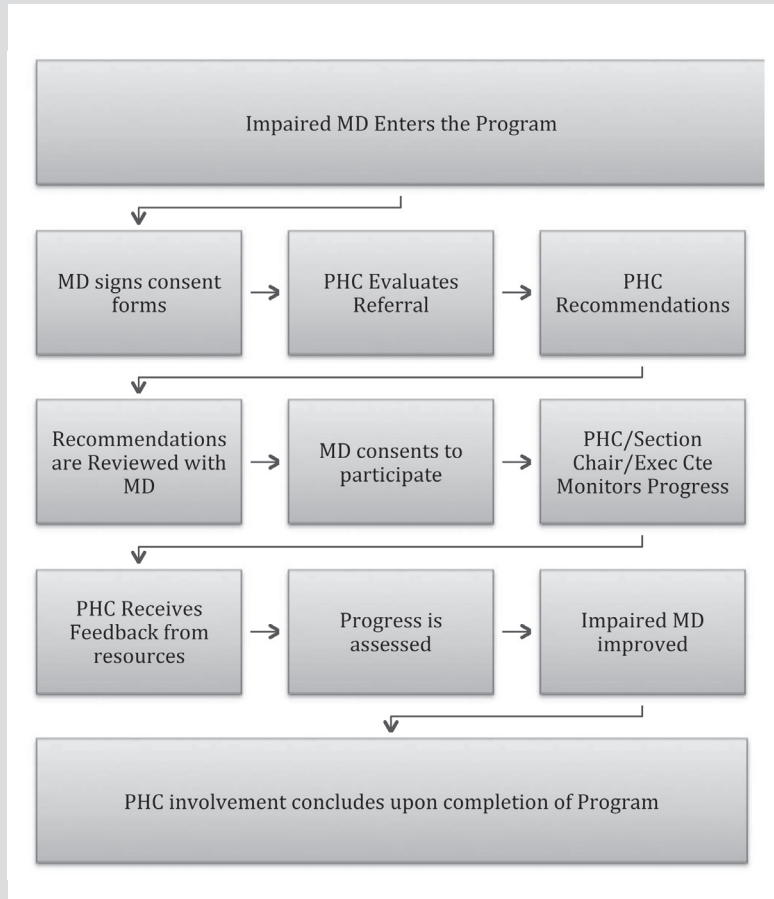 Impaired MD Enters the Program
MD signs consent
forms
PHC Evaluates
Referral
PHC
Recommendations
Recommendations
are Reviewed with
MD
MD consents to
participate
PHC/Section
Chair/Exec Cte
Monitors Progress
PHC Receives
Feedback from
resources
Progress is
assessed
Impaired MD
improved
PHC involvement concludes upon completion of Program